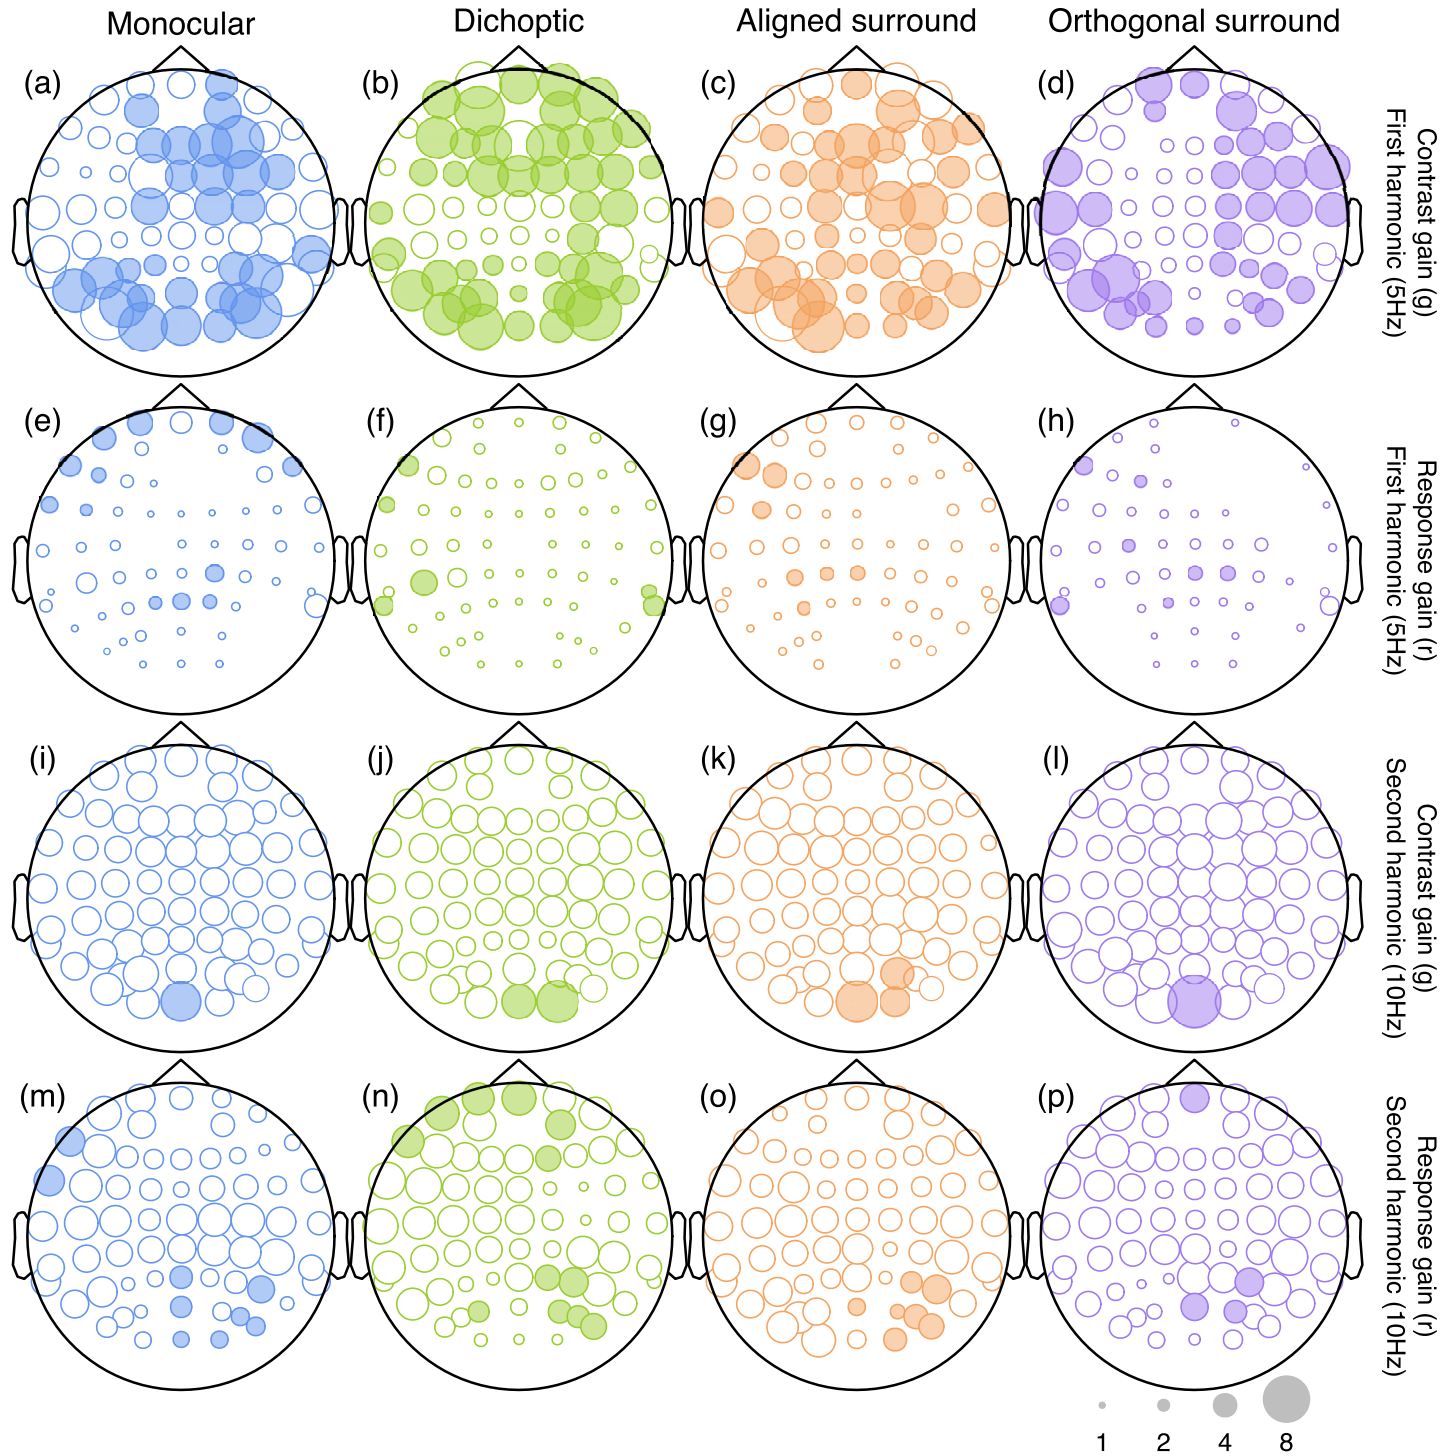 Monocular Dichoptic Aligned surround Orthogonal surround
(a) (b) (c) (d)
Contrast gain (g)
First harmonic (5Hz)
(e) (f) (g) (h)
Response gain (r)
First harmonic (5Hz)
(i) (j) (k) (l)
Contrast gain (g)
Second harmonic (10Hz)
(m) (n) (o) (p)
Response gain (r)
Second harmonic (10Hz)
1 2 4 8